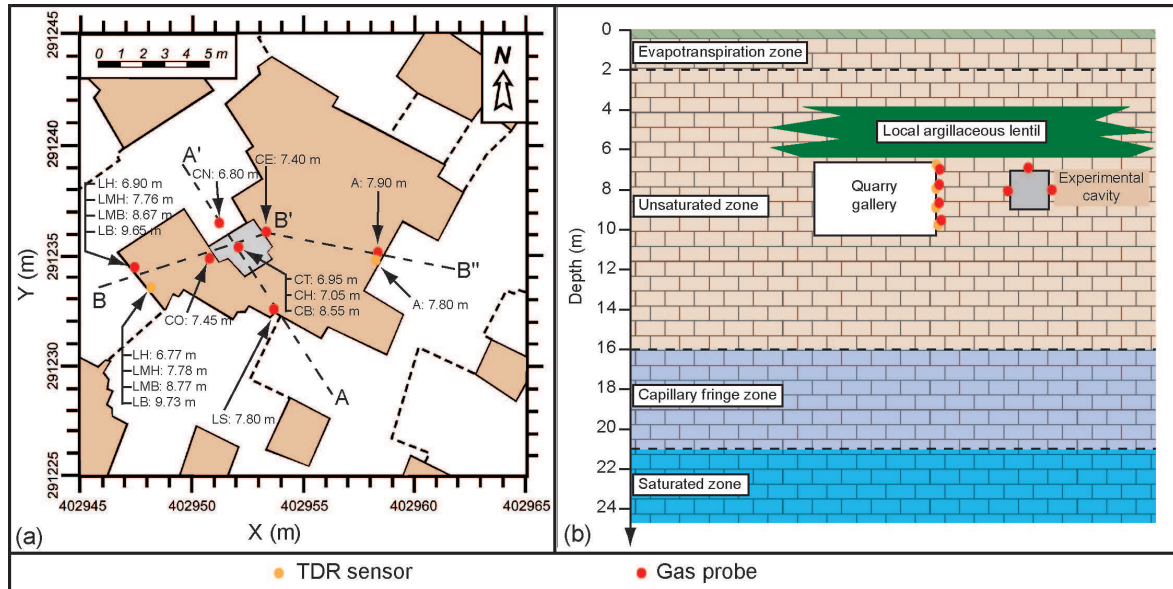 0 1 2 3 4 5 m
N
A'
CN: 6.80 m
CE: 7.40 m
A: 7.90 m
LH: 6.90 m
LMH: 7.76 m
LMB: 8.67 m
LB: 9.65 m
B'
B"
B
CT: 6.95 m
CH: 7.05 m
CB: 8.55 m
A: 7.80 m
CO: 7.45 m
LH: 6.77 m
LMH: 7.78 m
LMB: 8.77 m
LB: 9.73 m
LS: 7.80 m
A
291245
291240
291235
291230
291225
Y (m)
402945 402950 402955 402960 402965
X (m)
(a)
0
2
4
6
8
10
12
14
16
18
20
22
24
Depth (m)
Evapotranspiration zone
Local argillaceous lentil
Quarry
gallery
Experimental
cavity
Unsaturated zone
Capillary fringe zone
Saturated zone
(b)
TDR sensor
Gas probe